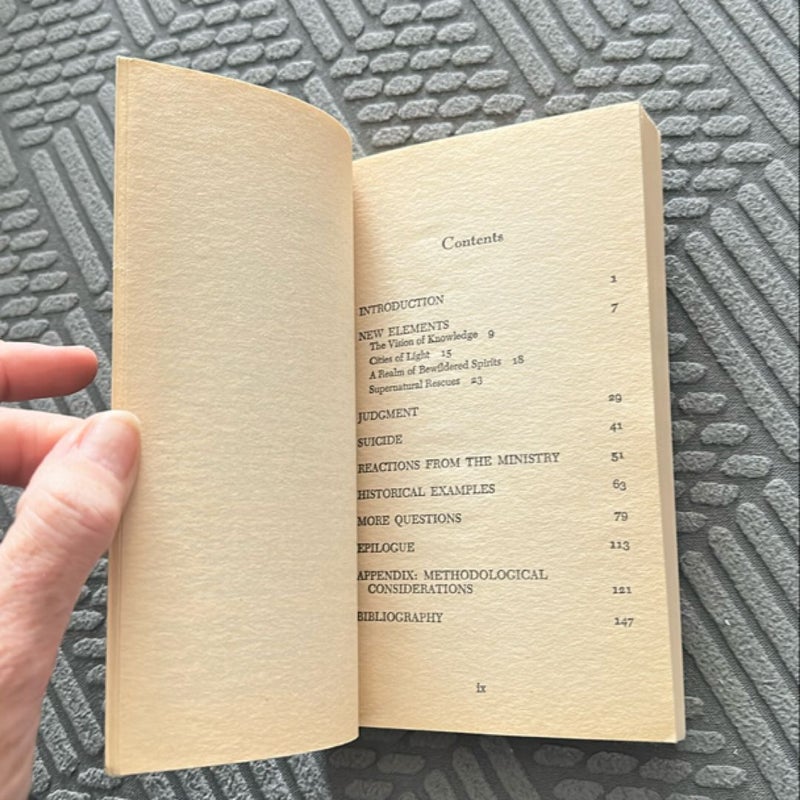 Contents
INTRODUCTION 1
NEW ELEMENTS 7
The Vision of Knowledge 9
Cities of Light 15
A Realm of Bewildered Spirits 18
Supernatural Rescues 23
JUDGMENT 29
SUICIDE 41
REACTIONS FROM THE MINISTRY 51
HISTORICAL EXAMPLES 63
MORE QUESTIONS 79
EPILOGUE 113
APPENDIX: METHODOLOGICAL
CONSIDERATIONS 121
BIBLIOGRAPHY 147
ix